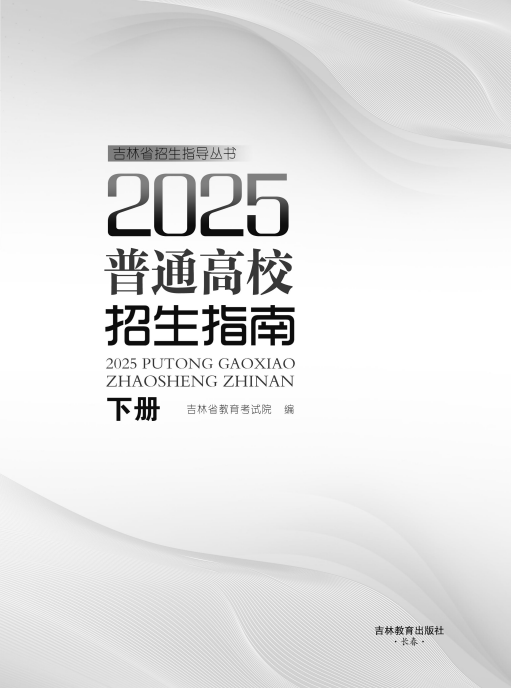 吉林省招生指导丛书
2025
普通高校
招生指南
2025 PUTONG GAOXIAO
ZHAOSHENG ZHINAN
下册 吉林省教育考试院 编
吉林教育出版社
·长春·